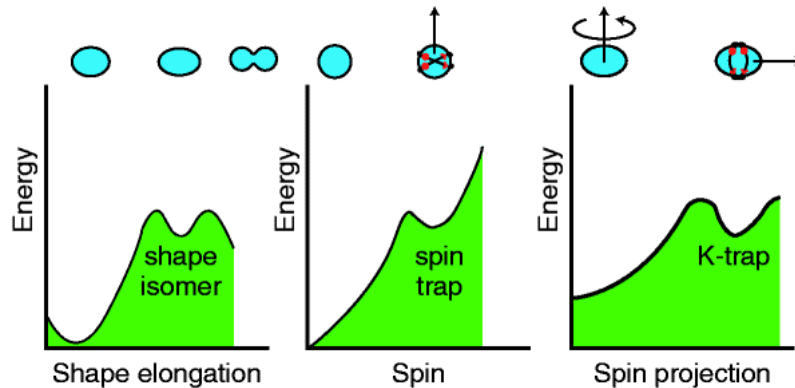 Energy
shape
isomer
Shape elongation
Energy
spin
trap
Spin
Energy
K-trap
Spin projection